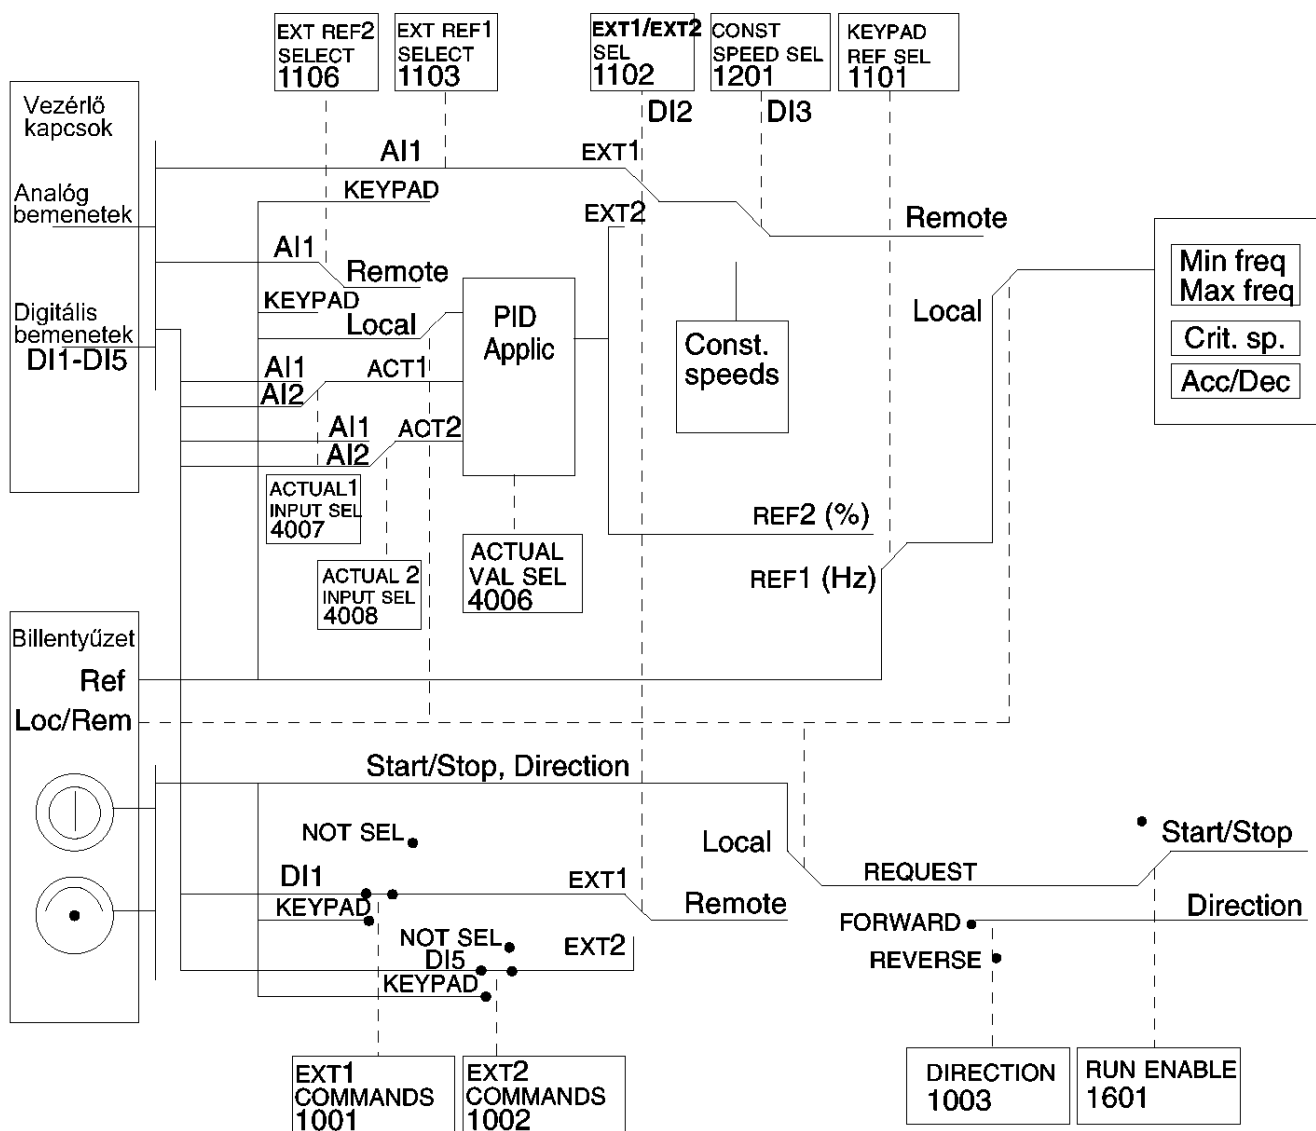 EXT REF2
SELECT
1106
EXT REF1
SELECT
1103
EXT1/EXT2
SEL
1102
CONST
SPEED SEL
1201
KEYPAD
REF SEL
1101
DI2
DI3
Vezérlő
kapcsok
Analóg
bemenetek
Digitális
bemenetek
DI1-DI5
AI1
EXT1
KEYPAD
EXT2
Remote
AI1
Remote
KEYPAD
Local
PID
Applic
Const.
speeds
Local
Min freq
Max freq
Crit. sp.
Acc/Dec
AI1
ACT1
AI2
AI1
ACT2
AI2
ACTUAL1
INPUT SEL
4007
ACTUAL 2
INPUT SEL
4008
ACTUAL
VAL SEL
4006
REF2 (%)
REF1 (Hz)
Billentyűzet
Ref
Loc/Rem
Start/Stop, Direction
NOT SEL
Local
Start/Stop
REQUEST
DI1
EXT1
KEYPAD
Remote
Direction
FORWARD
REVERSE
NOT SEL
EXT2
DI5
KEYPAD
EXT1
COMMANDS
1001
EXT2
COMMANDS
1002
DIRECTION
1003
RUN ENABLE
1601